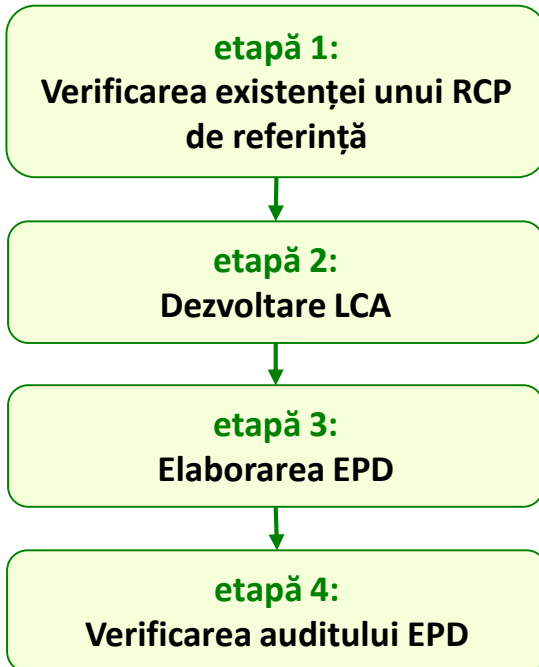 etapă 1:
Verificarea existenței unui RCP
de referință
etapă 2:
Dezvoltare LCA
etapă 3:
Elaborarea EPD
etapă 4:
Verificarea auditului EPD